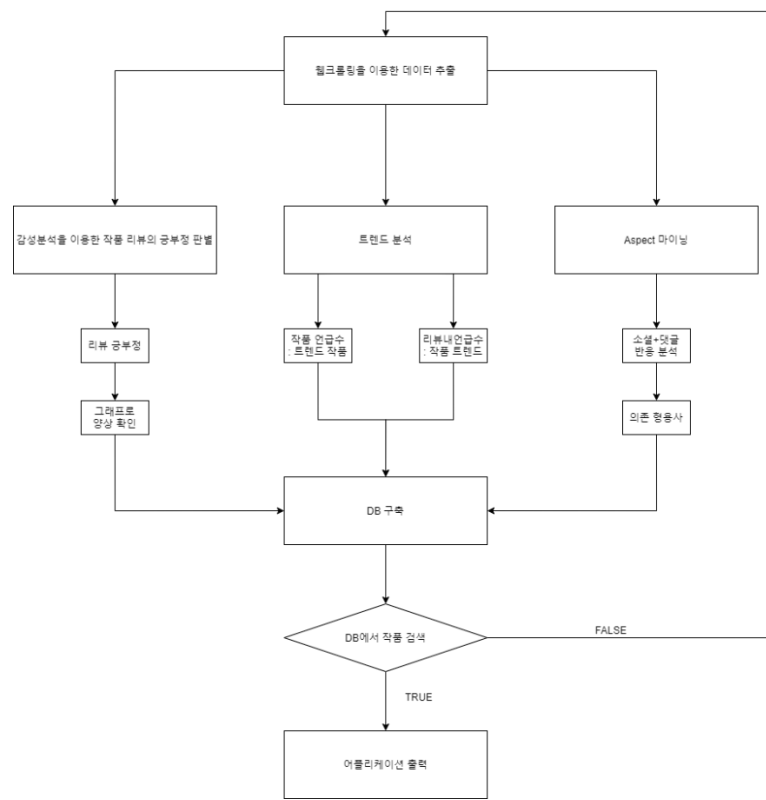 웹크롤링을 이용한 데이터 추출
감성분석을 이용한 작품 리뷰의 긍부정 판별
트렌드 분석
Aspect 마이닝
리뷰 긍부정
작품 언급수
: 트렌드 작품
리뷰내언급수
: 작품 트렌드
소셜+댓글
반응 분석
그래프로
양상 확인
의존 형용사
DB 구축
DB에서 작품 검색
FALSE
TRUE
어플리케이션 출력